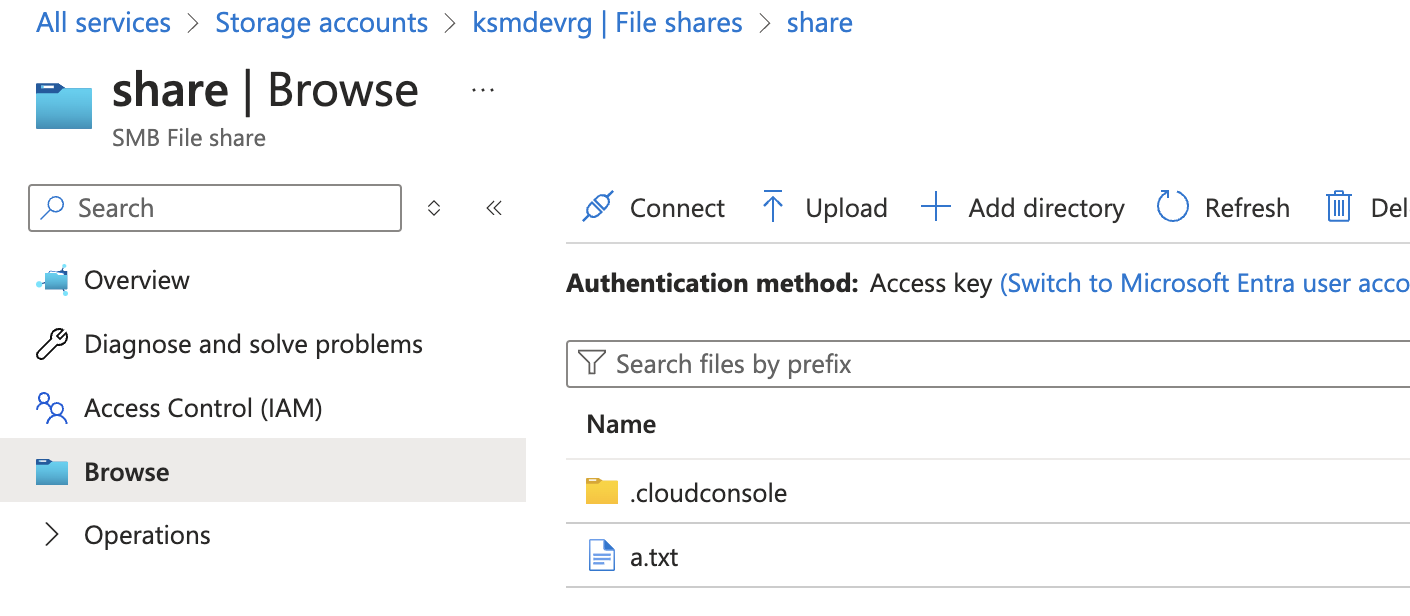 All services > Storage accounts > ksmdevrg | File shares > share
share | Browse ...
SMB File share
Search
Connect Upload Add directory Refresh Del
Authentication method: Access key (Switch to Microsoft Entra user acco
Overview
Diagnose and solve problems
Access Control (IAM)
Browse
Operations
Search files by prefix
Name
.cloudconsole
a.txt